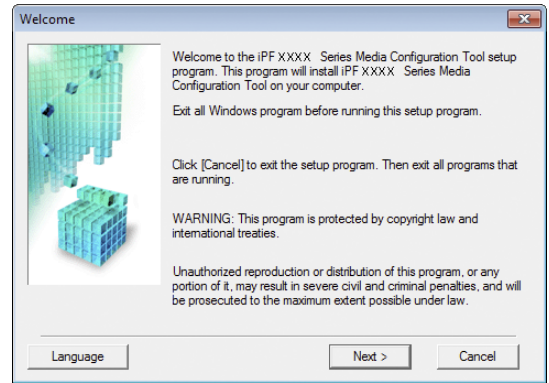 Welcome
Welcome to the iPF XXXX Series Media Configuration Tool setup
program. This program will install iPF XXXX Series Media
Configuration Tool on your computer.
Exit all Windows program before running this setup program.
Click [Cancel] to exit the setup program. Then exit all programs that
are running.
WARNING: This program is protected by copyright law and
international treaties.
Unauthorized reproduction or distribution of this program, or any
portion of it, may result in severe civil and criminal penalties, and will
be prosecuted to the maximum extent possible under law.
Language
Next >
Cancel